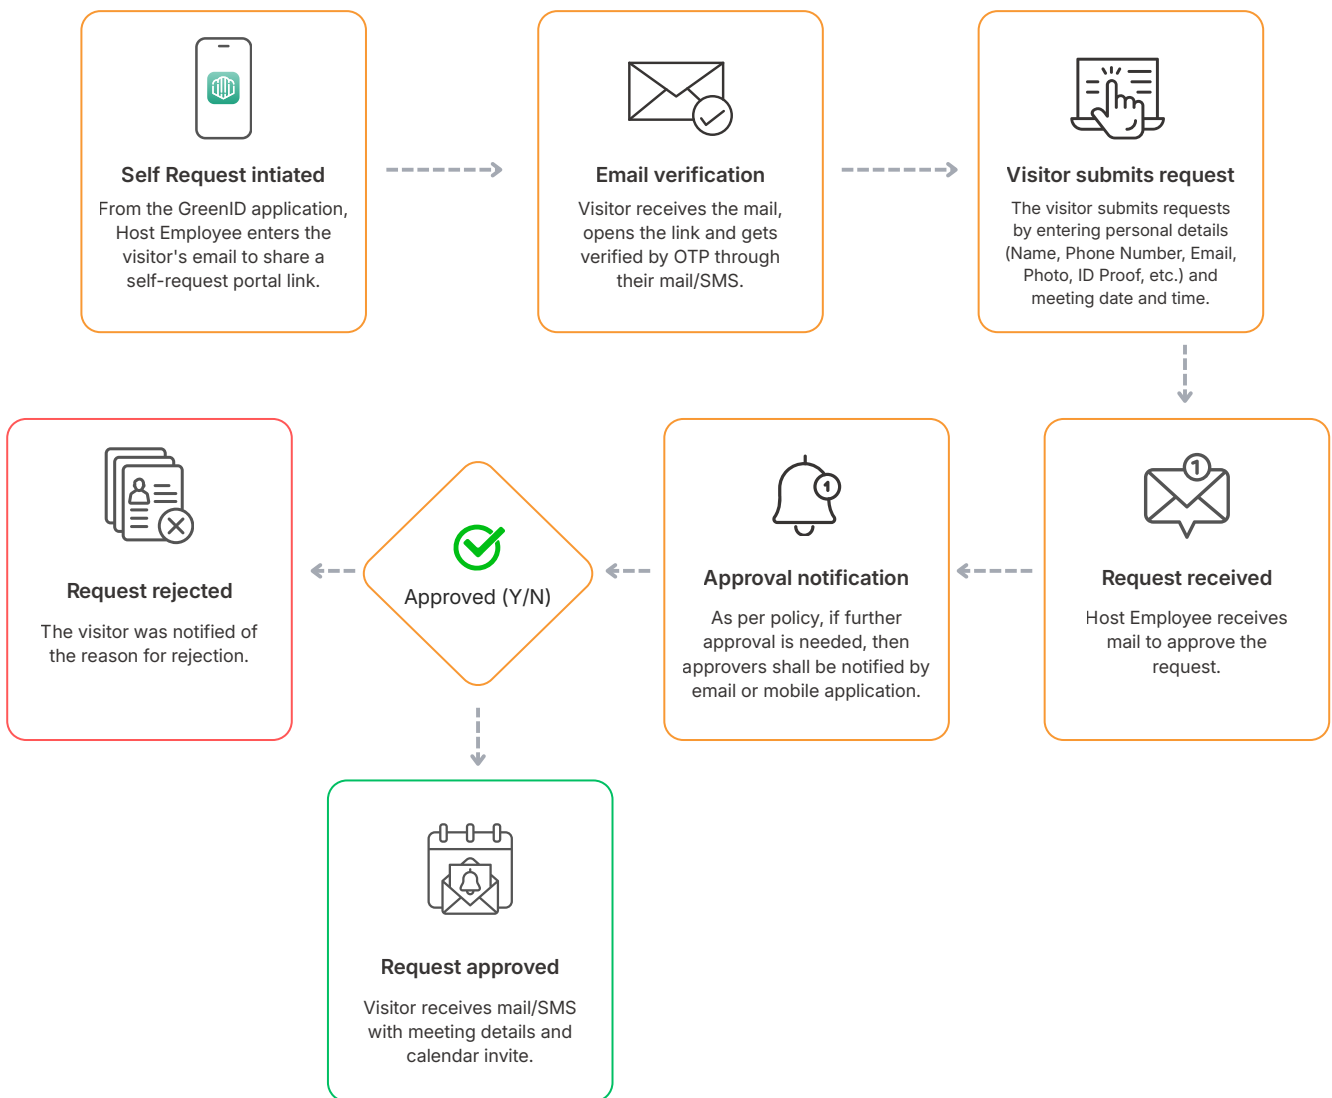 Self Request intiated
From the GreenID application,
Host Employee enters the
visitor's email to share a
self-request portal link.
Email verification
Visitor receives the mail,
opens the link and gets
verified by OTP through
their mail/SMS.
Visitor submits request
The visitor submits requests
by entering personal details
(Name, Phone Number, Email,
Photo, ID Proof, etc.) and
meeting date and time.
1
Request received
Host Employee receives
mail to approve the
request.
1
Approval notification
As per policy, if further
approval is needed, then
approvers shall be notified by
email or mobile application.
Approved (Y/N)
Request rejected
The visitor was notified of
the reason for rejection.
Request approved
Visitor receives mail/SMS
with meeting details and
calendar invite.